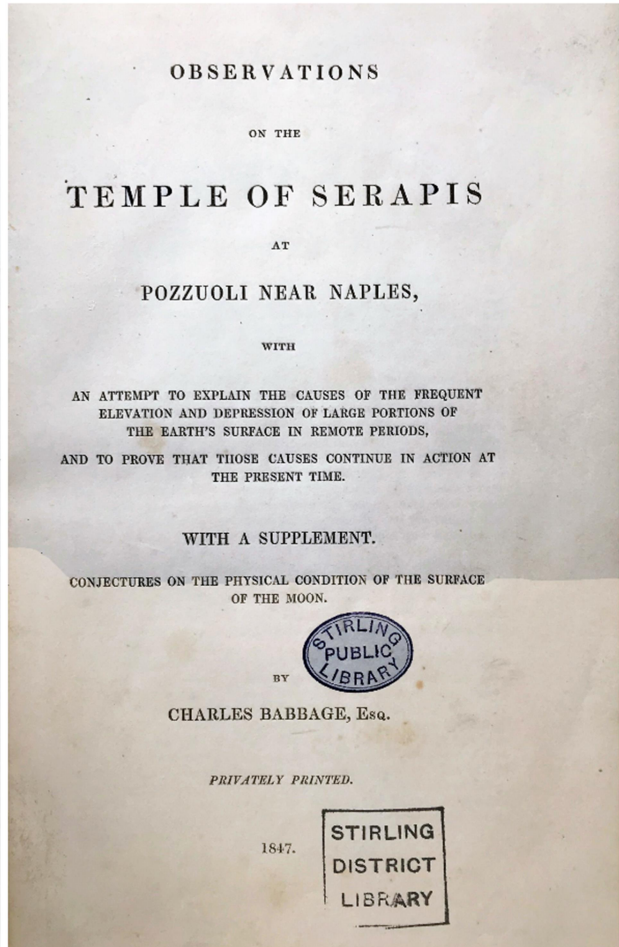 OBSERVATIONS
ON THE
TEMPLE OF SERAPIS
AT
POZZUOLI NEAR NAPLES,
WITH
AN ATTEMPT TO EXPLAIN THE CAUSES OF THE FREQUENT
ELEVATION AND DEPRESSION OF LARGE PORTIONS OF
THE EARTH'S SURFACE IN REMOTE PERIODS,
AND TO PROVE THAT THOSE CAUSES CONTINUE IN ACTION AT
THE PRESENT TIME.
WITH A SUPPLEMENT.
CONJECTURES ON THE PHYSICAL CONDITION OF THE SURFACE
OF THE MOON.
STIRLING
PUBLIC
LIBRARY
BY
CHARLES BABBAGE, ESQ.
PRIVATELY PRINTED.
1847.
STIRLING
DISTRICT
LIBRARY